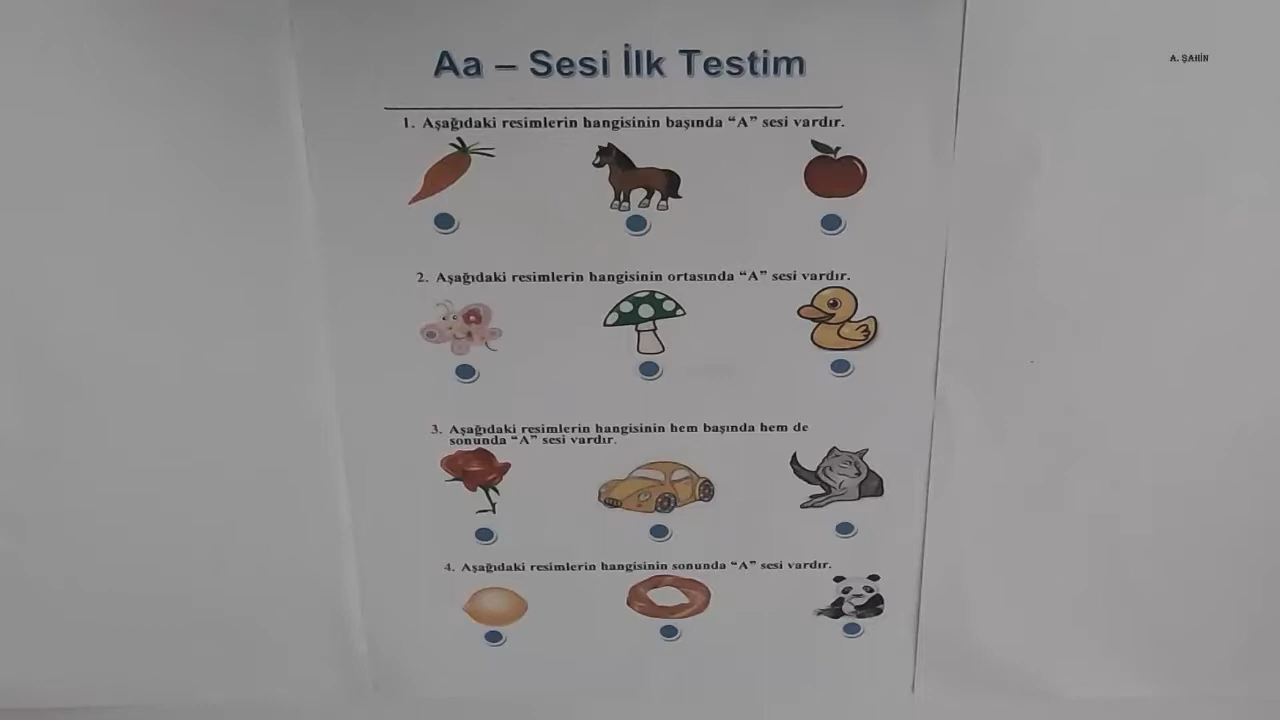 Aa – Sesi İlk Testim
A. ŞAHİN
1. Aşağıdaki resimlerin hangisinin başında “A” sesi vardır.
2. Aşağıdaki resimlerin hangisinin ortasında “A” sesi vardır.
3. Aşağıdaki resimlerin hangisinin hem başında hem de
sonunda “A” sesi vardır.
4. Aşağıdaki resimlerin hangisinin sonunda “A” sesi vardır.